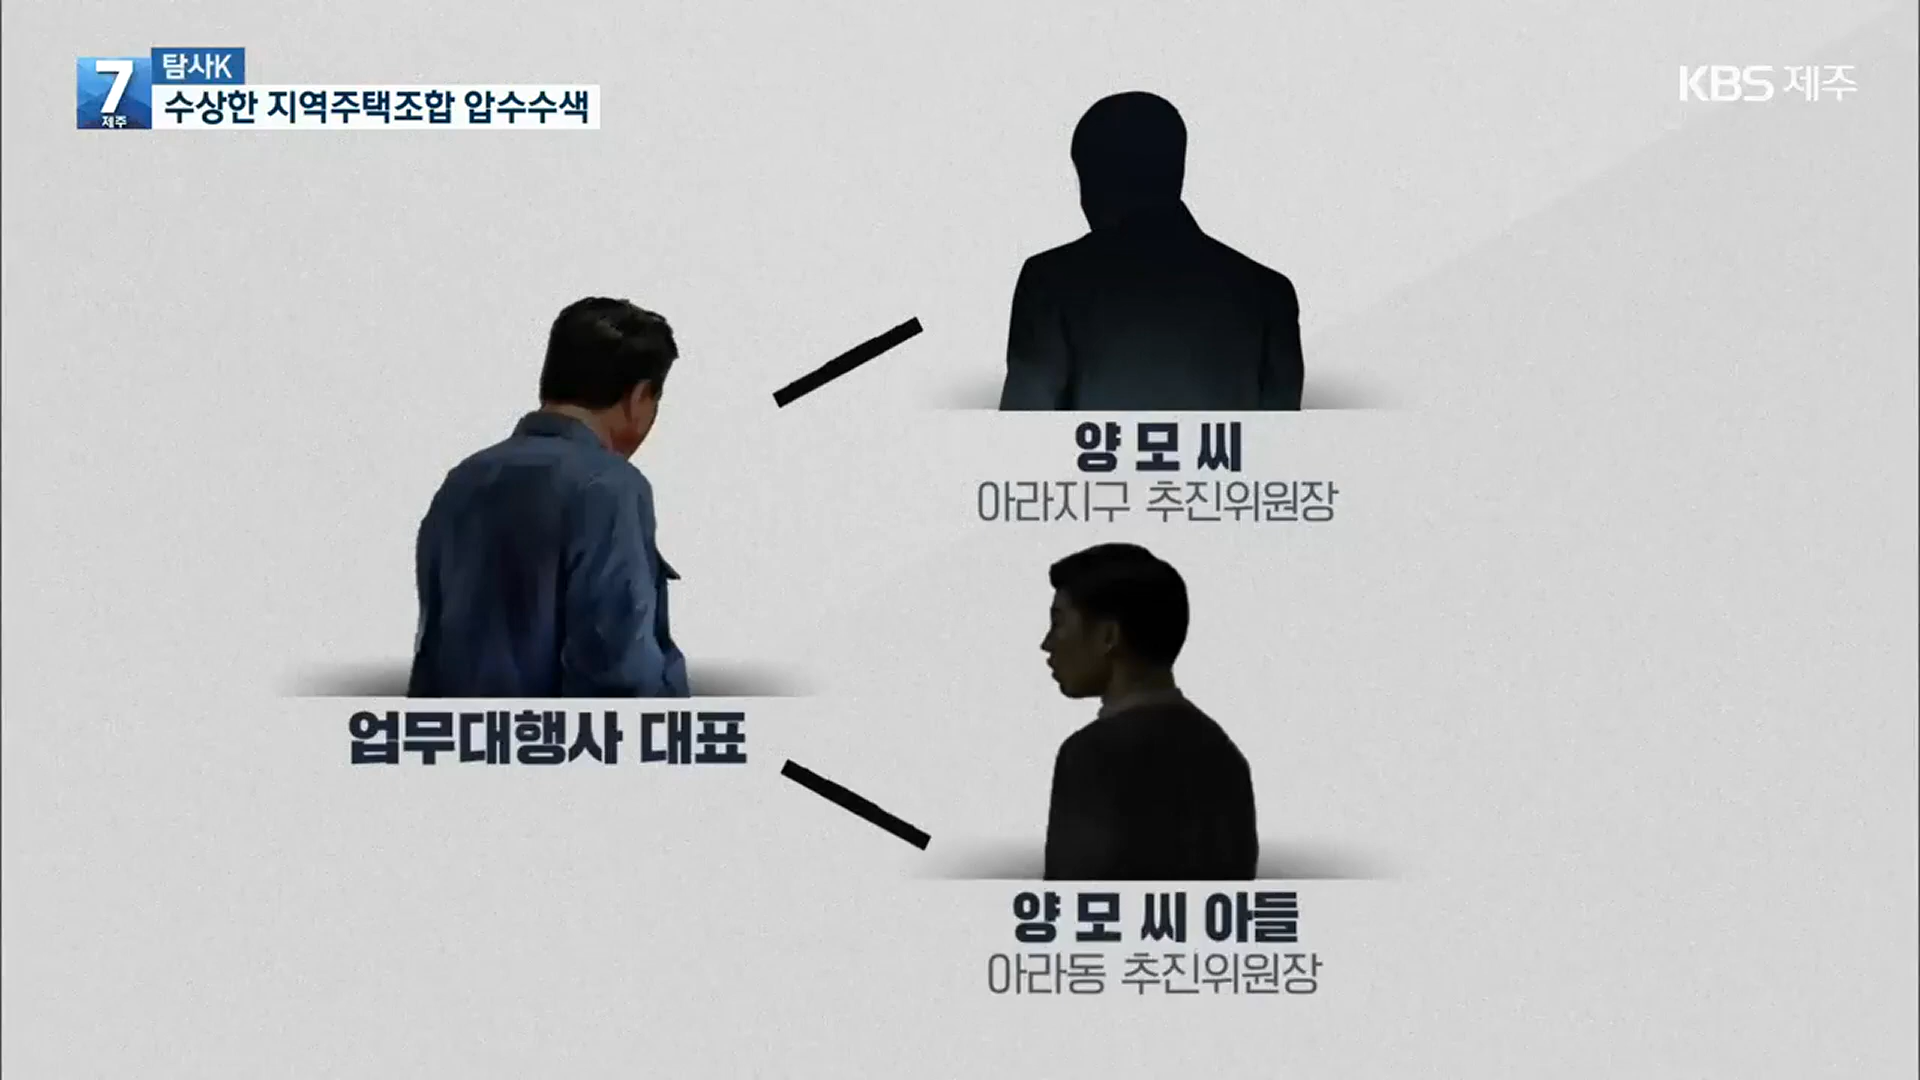 7
제주
탐사K
수상한 지역주택조합 압수수색
KBS 제주
양 모 씨
아라지구 추진위원장
업무대행사 대표
양 모 씨 아들
아라동 추진위원장